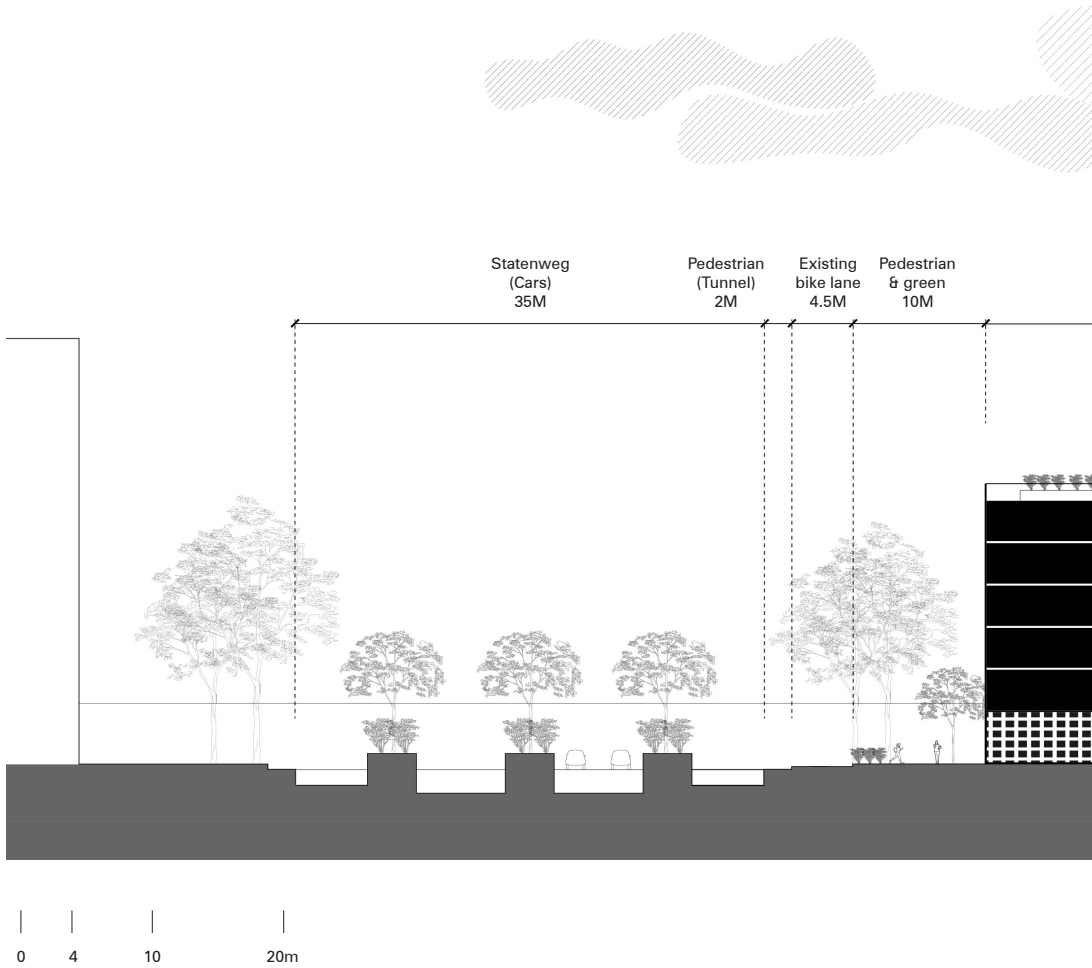 Statenweg
(Cars)
35M
Pedestrian
(Tunnel)
2M
Existing
bike lane
4.5M
Pedestrian
& green
10M
0 4 10 20m